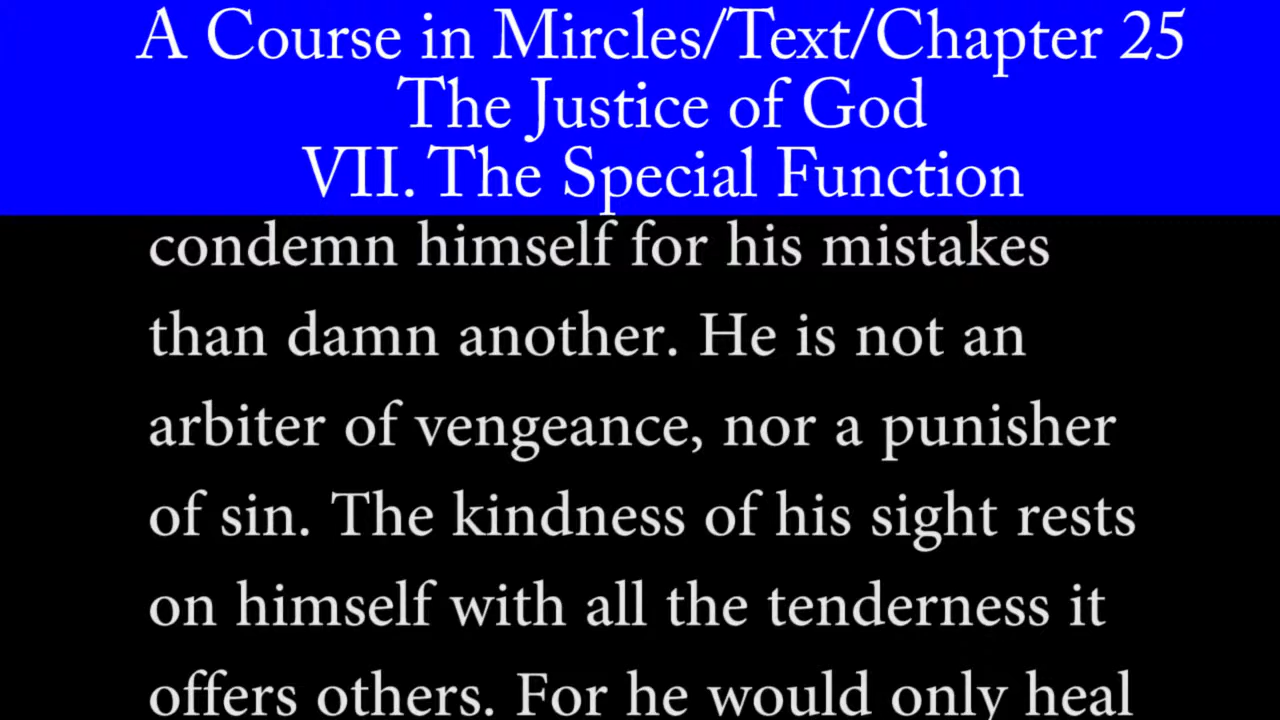 A Course in Mircles/Text/Chapter 25
The Justice of God
VII. The Special Function
condemn himself for his mistakes
than damn another. He is not an
arbiter of vengeance, nor a punisher
of sin. The kindness of his sight rests
on himself with all the tenderness it
offers others. For he would only heal